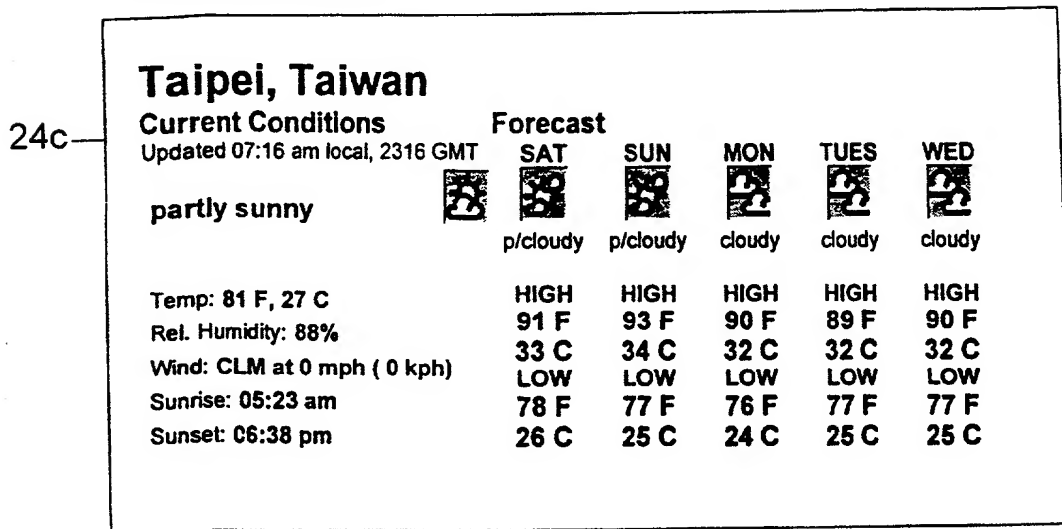 24c
Taipei, Taiwan
Current Conditions Forecast
Updated 07:16 am local, 2316 GMT SAT SUN MON TUES WED
partly sunny
p/cloudy p/cloudy cloudy cloudy cloudy
Temp: 81 F, 27 C HIGH HIGH HIGH HIGH HIGH
Rel. Humidity: 88% 91 F 93 F 90 F 89 F 90 F
33 C 34 C 32 C 32 C 32 C
Wind: CLM at 0 mph ( 0 kph) LOW LOW LOW LOW LOW
Sunrise: 05:23 am 78 F 77 F 76 F 77 F 77 F
Sunset: 06:38 pm 26 C 25 C 24 C 25 C 25 C